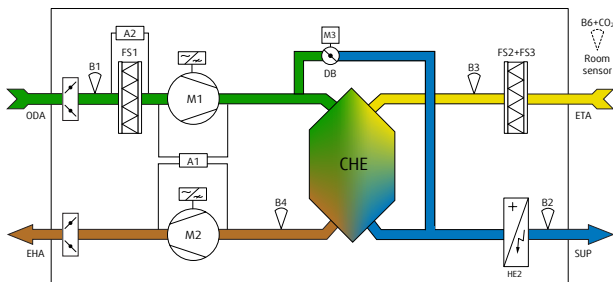 A2
B1
FS1
M1
M3
DB
B3
FS2+FS3
B6+CO₂
Room
sensor
ODA
ETA
A1
CHE
M2
B4
B2
EHA
HE2
SUP